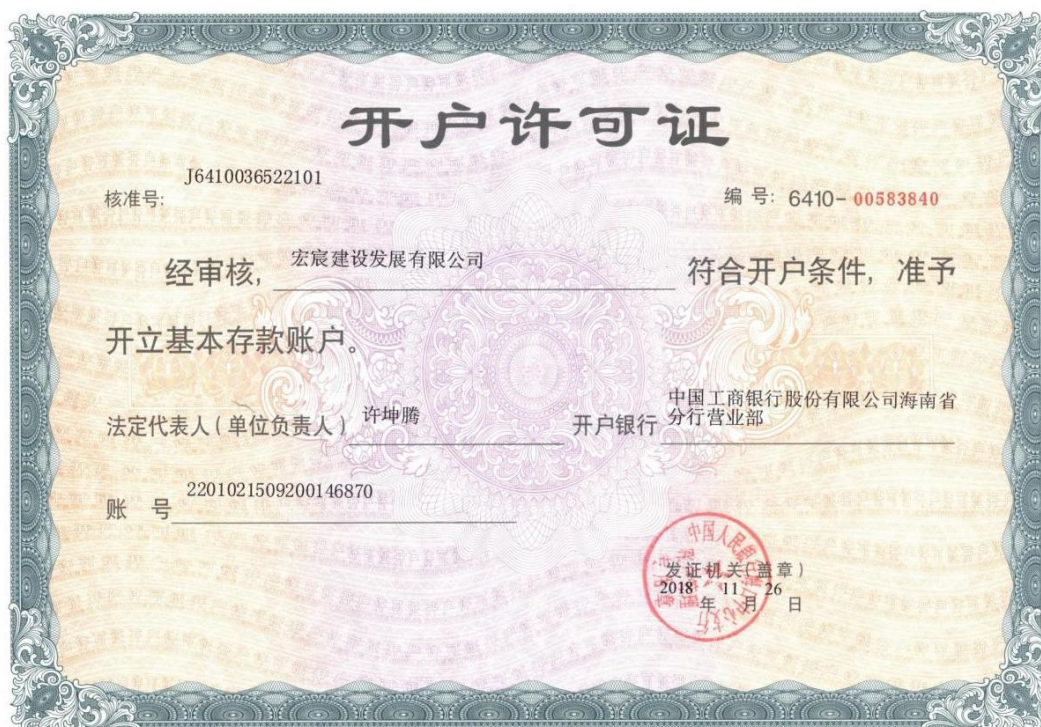 开户许可证
核准号: J6410036522101 编 号: 6410-00583840
经审核, 宏宸建设发展有限公司 符合开户条件, 准予
开立基本存款账户。
法定代表人(单位负责人) 许坤腾 开户银行 中国工商银行股份有限公司海南省
分行营业部
账 号 2201021509200146870
发证机关(盖章)
2018 年 11 月 26 日